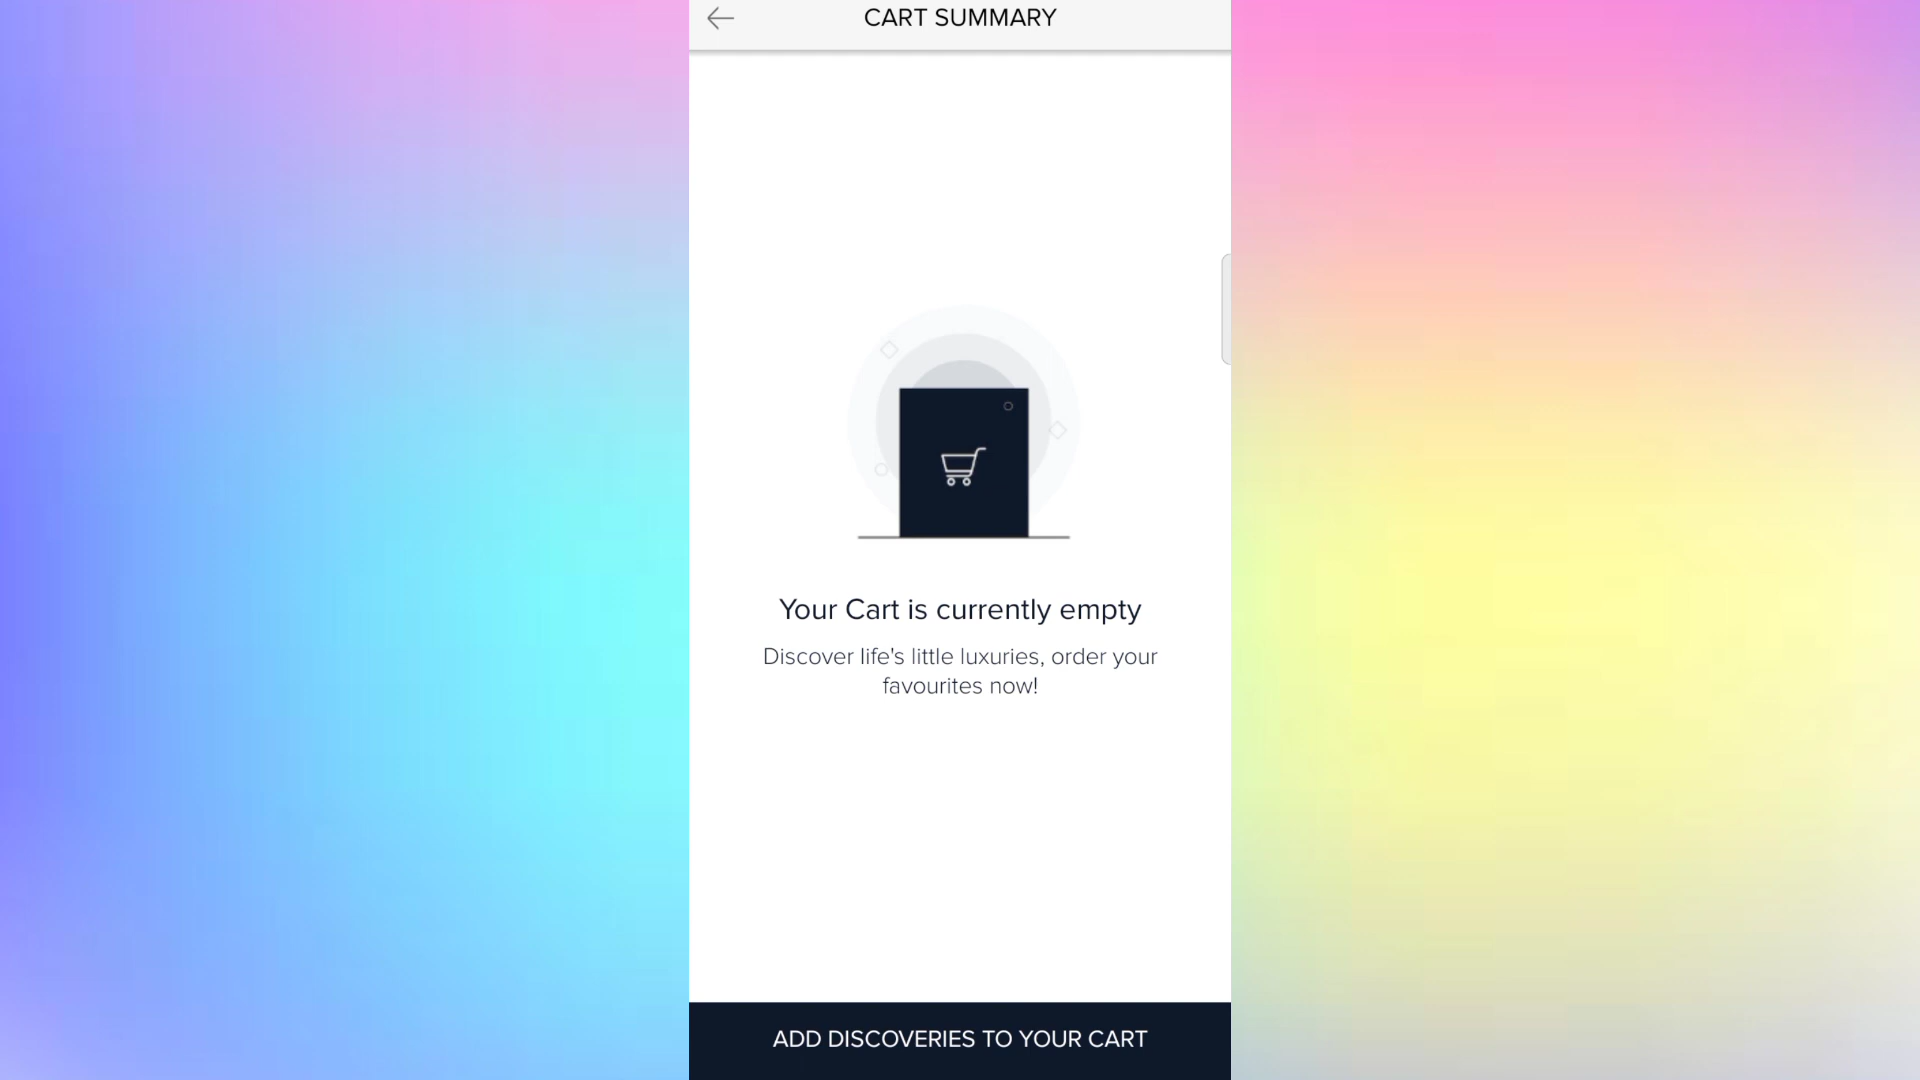 CART SUMMARY
Your Cart is currently empty
Discover life's little luxuries, order your
favourites now!
ADD DISCOVERIES TO YOUR CART